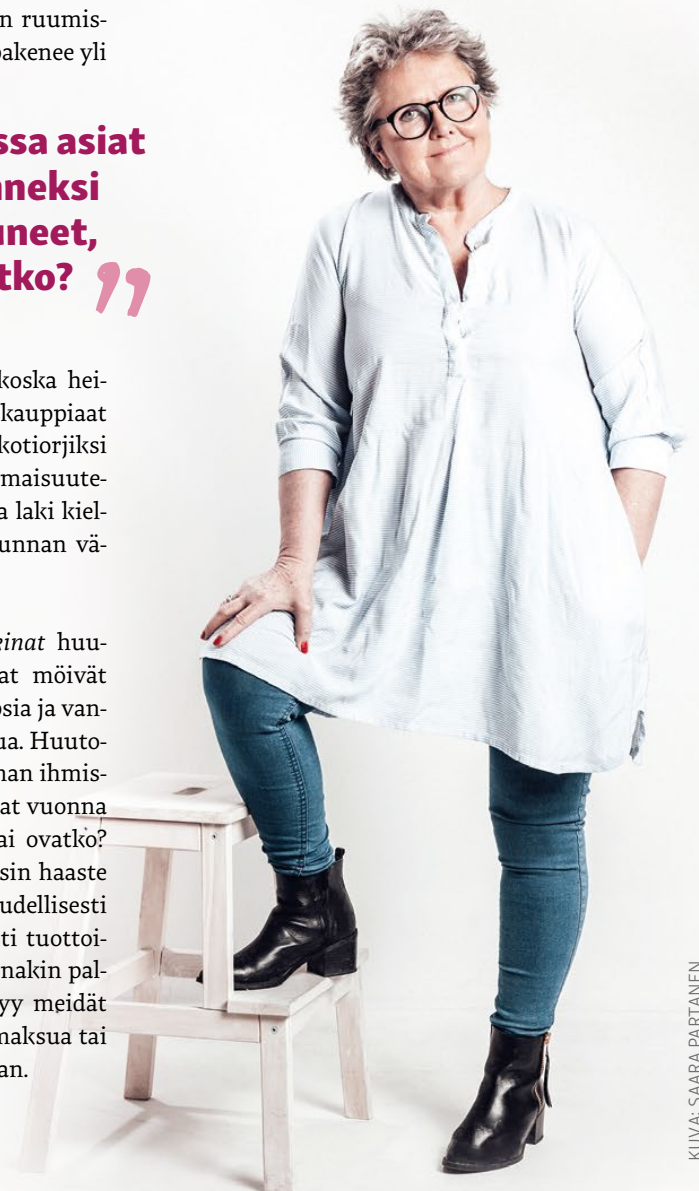 n ruumis-
pakenee yli
ssa asiat
nneksi
uneet,
tko? ”
koska hei-
kauppiaat
kotiorjiksi
maisuute-
a laki kiel-
unnan vä-
einat huu-
at möivät
osia ja van-
ua. Huuto-
nan ihmis-
at vuonna
ai ovatko?
sin haaste
udellisesti
ti tuottoi-
nakin pal-
yy meidät
maksua tai
an.
KUVA: SAARA PARTANEN